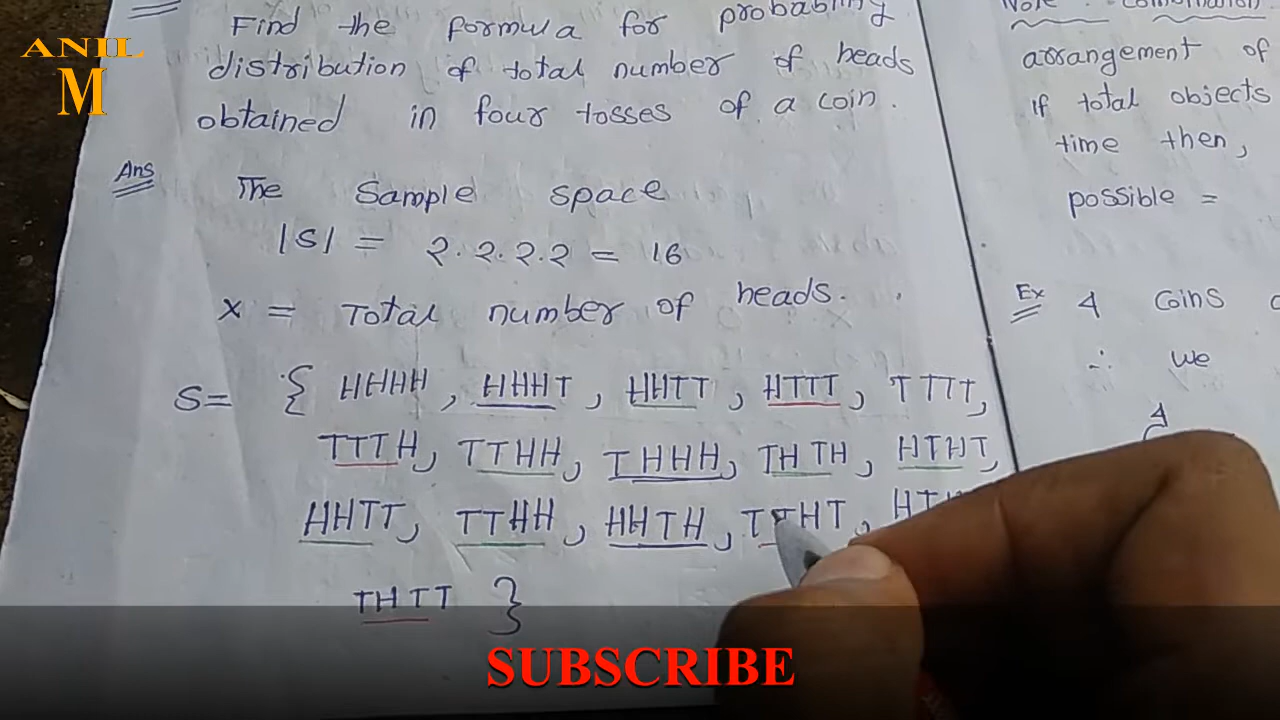 ANIL
M
Find the formula for probability
distribution of total number of heads
obtained in four tosses of a coin.
Ans
The Sample space
|S| = 2.2.2.2 = 16
X = Total number of heads.
S = { HHHH, HHHT, HHTT, HTTT, TTTT,
TTTH, TTHH, THHH, THTH, HTHT,
HHTT, TTHH, HHTH, TTHT,
THTT }
arrangement of
If total objects
time then,
possible =
Ex 4 Coins
∴ We
4
SUBSCRIBE